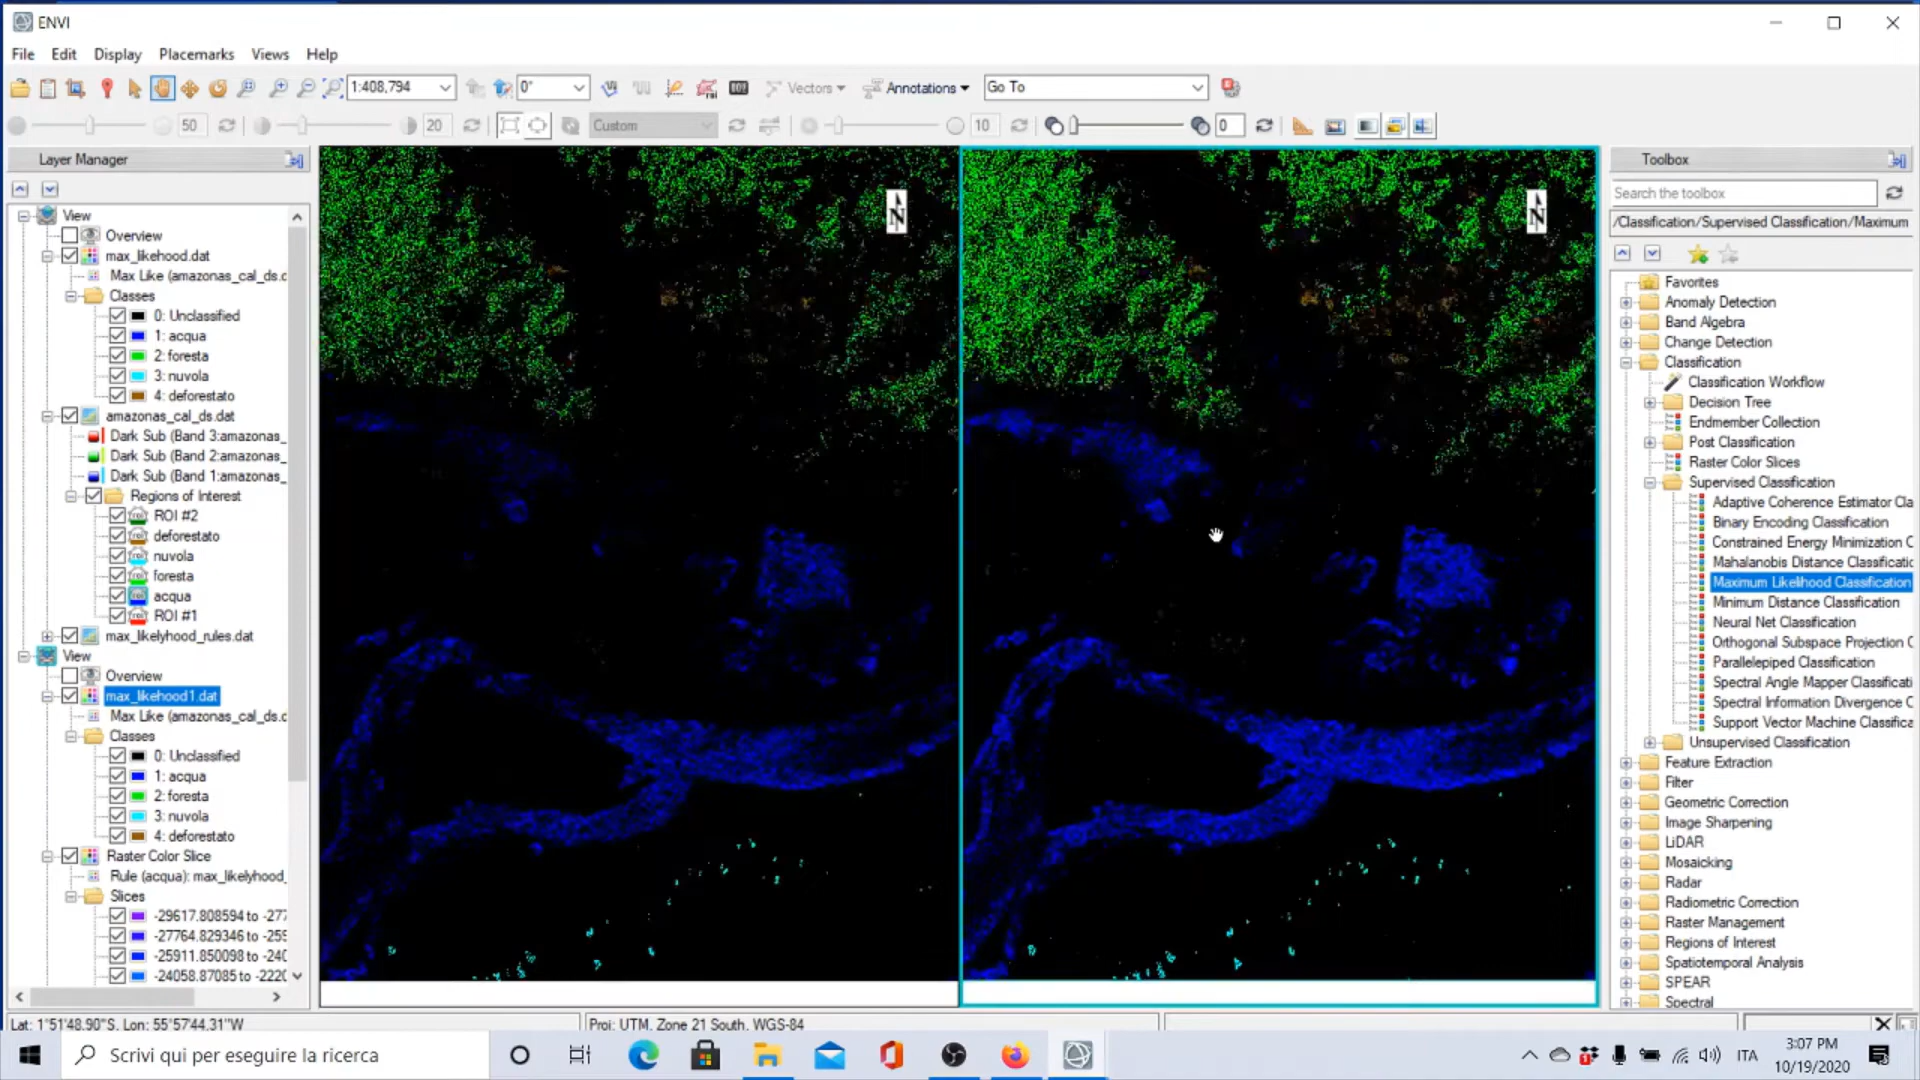 ENVI
File Edit Display Placemarks Views Help
1:408,794 0° Vectors Annotations Go To
50 20 Custom 10 0
Layer Manager
View
Overview
max_likehood.dat
Max Like (amazonas_cal_ds.d
Classes
0: Unclassified
1: acqua
2: foresta
3: nuvola
4: deforestato
amazonas_cal_ds.dat
Dark Sub (Band 3:amazonas_
Dark Sub (Band 2:amazonas_
Dark Sub (Band 1:amazonas_
Regions of Interest
ROI #2
deforestato
nuvola
foresta
acqua
ROI #1
max_likelyhood_rules.dat
View
Overview
max_likehood1.dat
Max Like (amazonas_cal_ds.d
Classes
0: Unclassified
1: acqua
2: foresta
3: nuvola
4: deforestato
Raster Color Slice
Rule (acqua): max_likelyhood_
Slices
-29617.808594 to -277
-27764.829346 to -259
-25911.850098 to -240
-24058.87085 to -2220
N
N
Toolbox
Search the toolbox
/Classification/Supervised Classification/Maximum
Favorites
Anomaly Detection
Band Algebra
Change Detection
Classification
Classification Workflow
Decision Tree
Endmember Collection
Post Classification
Raster Color Slices
Supervised Classification
Adaptive Coherence Estimator Cla
Binary Encoding Classification
Constrained Energy Minimization C
Mahalanobis Distance Classificatio
Maximum Likelihood Classification
Minimum Distance Classification
Neural Net Classification
Orthogonal Subspace Projection C
Parallelepiped Classification
Spectral Angle Mapper Classificati
Spectral Information Divergence C
Support Vector Machine Classifica
Unsupervised Classification
Feature Extraction
Filter
Geometric Correction
Image Sharpening
LiDAR
Mosaicking
Radar
Radiometric Correction
Raster Management
Regions of Interest
Spatiotemporal Analysis
SPEAR
Spectral
Lat: 1°51'48.90"S, Lon: 55°57'44.31"W
Proj: UTM, Zone 21 South, WGS-84
Scrivi qui per eseguire la ricerca
ITA
3:07 PM
10/19/2020